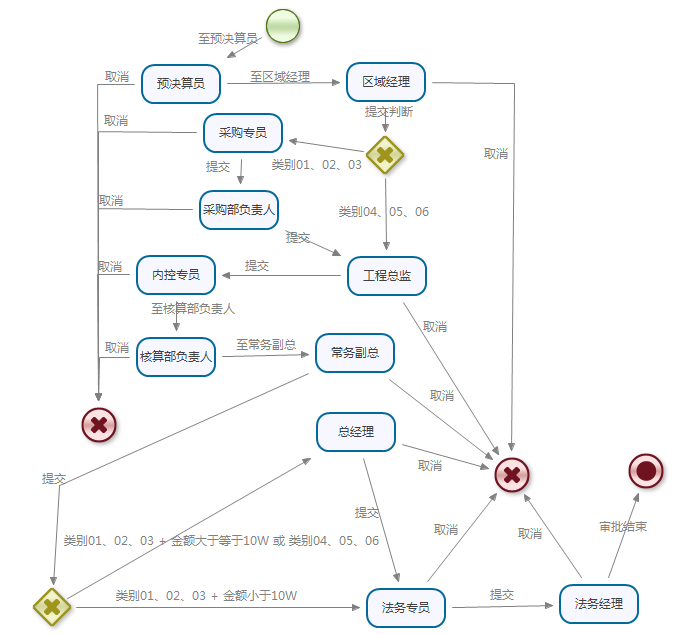 至预决算员
取消
预决算员
至区域经理
区域经理
提交判断
取消
采购专员
取消
提交
类别01、02、03
取消
采购部负责人
类别04、05、06
提交
取消
内控专员
提交
工程总监
至核算部负责人
取消
取消
核算部负责人
至常务副总
常务副总
取消
总经理
取消
提交
提交
取消
取消
审批结束
类别01、02、03 + 金额大于等于10W 或 类别04、05、06
类别01、02、03 + 金额小于10W
法务专员
提交
法务经理